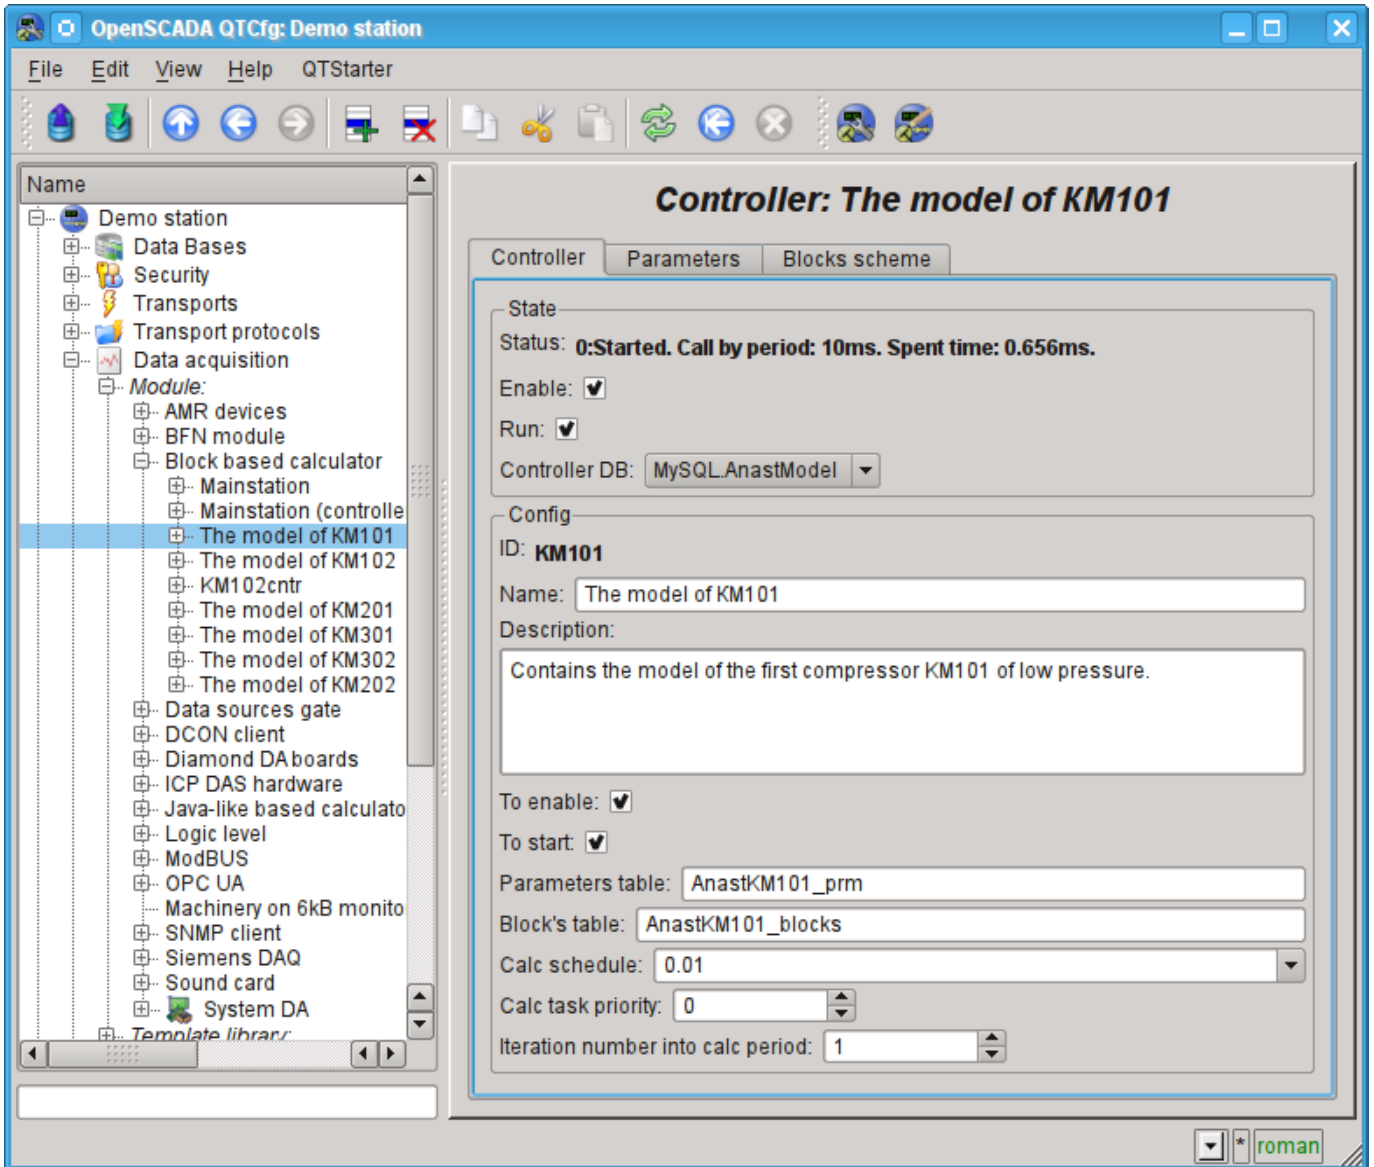 OpenSCADA QTCfg: Demo station
File Edit View Help QTStarter
Name
Demo station
Data Bases
Security
Transports
Transport protocols
Data acquisition
Module:
AMR devices
BFN module
Block based calculator
Mainstation
Mainstation (controlle
The model of KM101
The model of KM102
KM102cntr
The model of KM201
The model of KM301
The model of KM302
The model of KM202
Data sources gate
DCON client
Diamond DA boards
ICP DAS hardware
Java-like based calculato
Logic level
ModBUS
OPC UA
Machinery on 6kB monito
SNMP client
Siemens DAQ
Sound card
System DA
Template library:
Controller: The model of KM101
Controller Parameters Blocks scheme
State
Status: 0:Started. Call by period: 10ms. Spent time: 0.656ms.
Enable:
Run:
Controller DB: MySQL.AnastModel
Config
ID: KM101
Name: The model of KM101
Description:
Contains the model of the first compressor KM101 of low pressure.
To enable:
To start:
Parameters table: AnastKM101_prm
Block's table: AnastKM101_blocks
Calc schedule: 0.01
Calc task priority: 0
Iteration number into calc period: 1
* roman